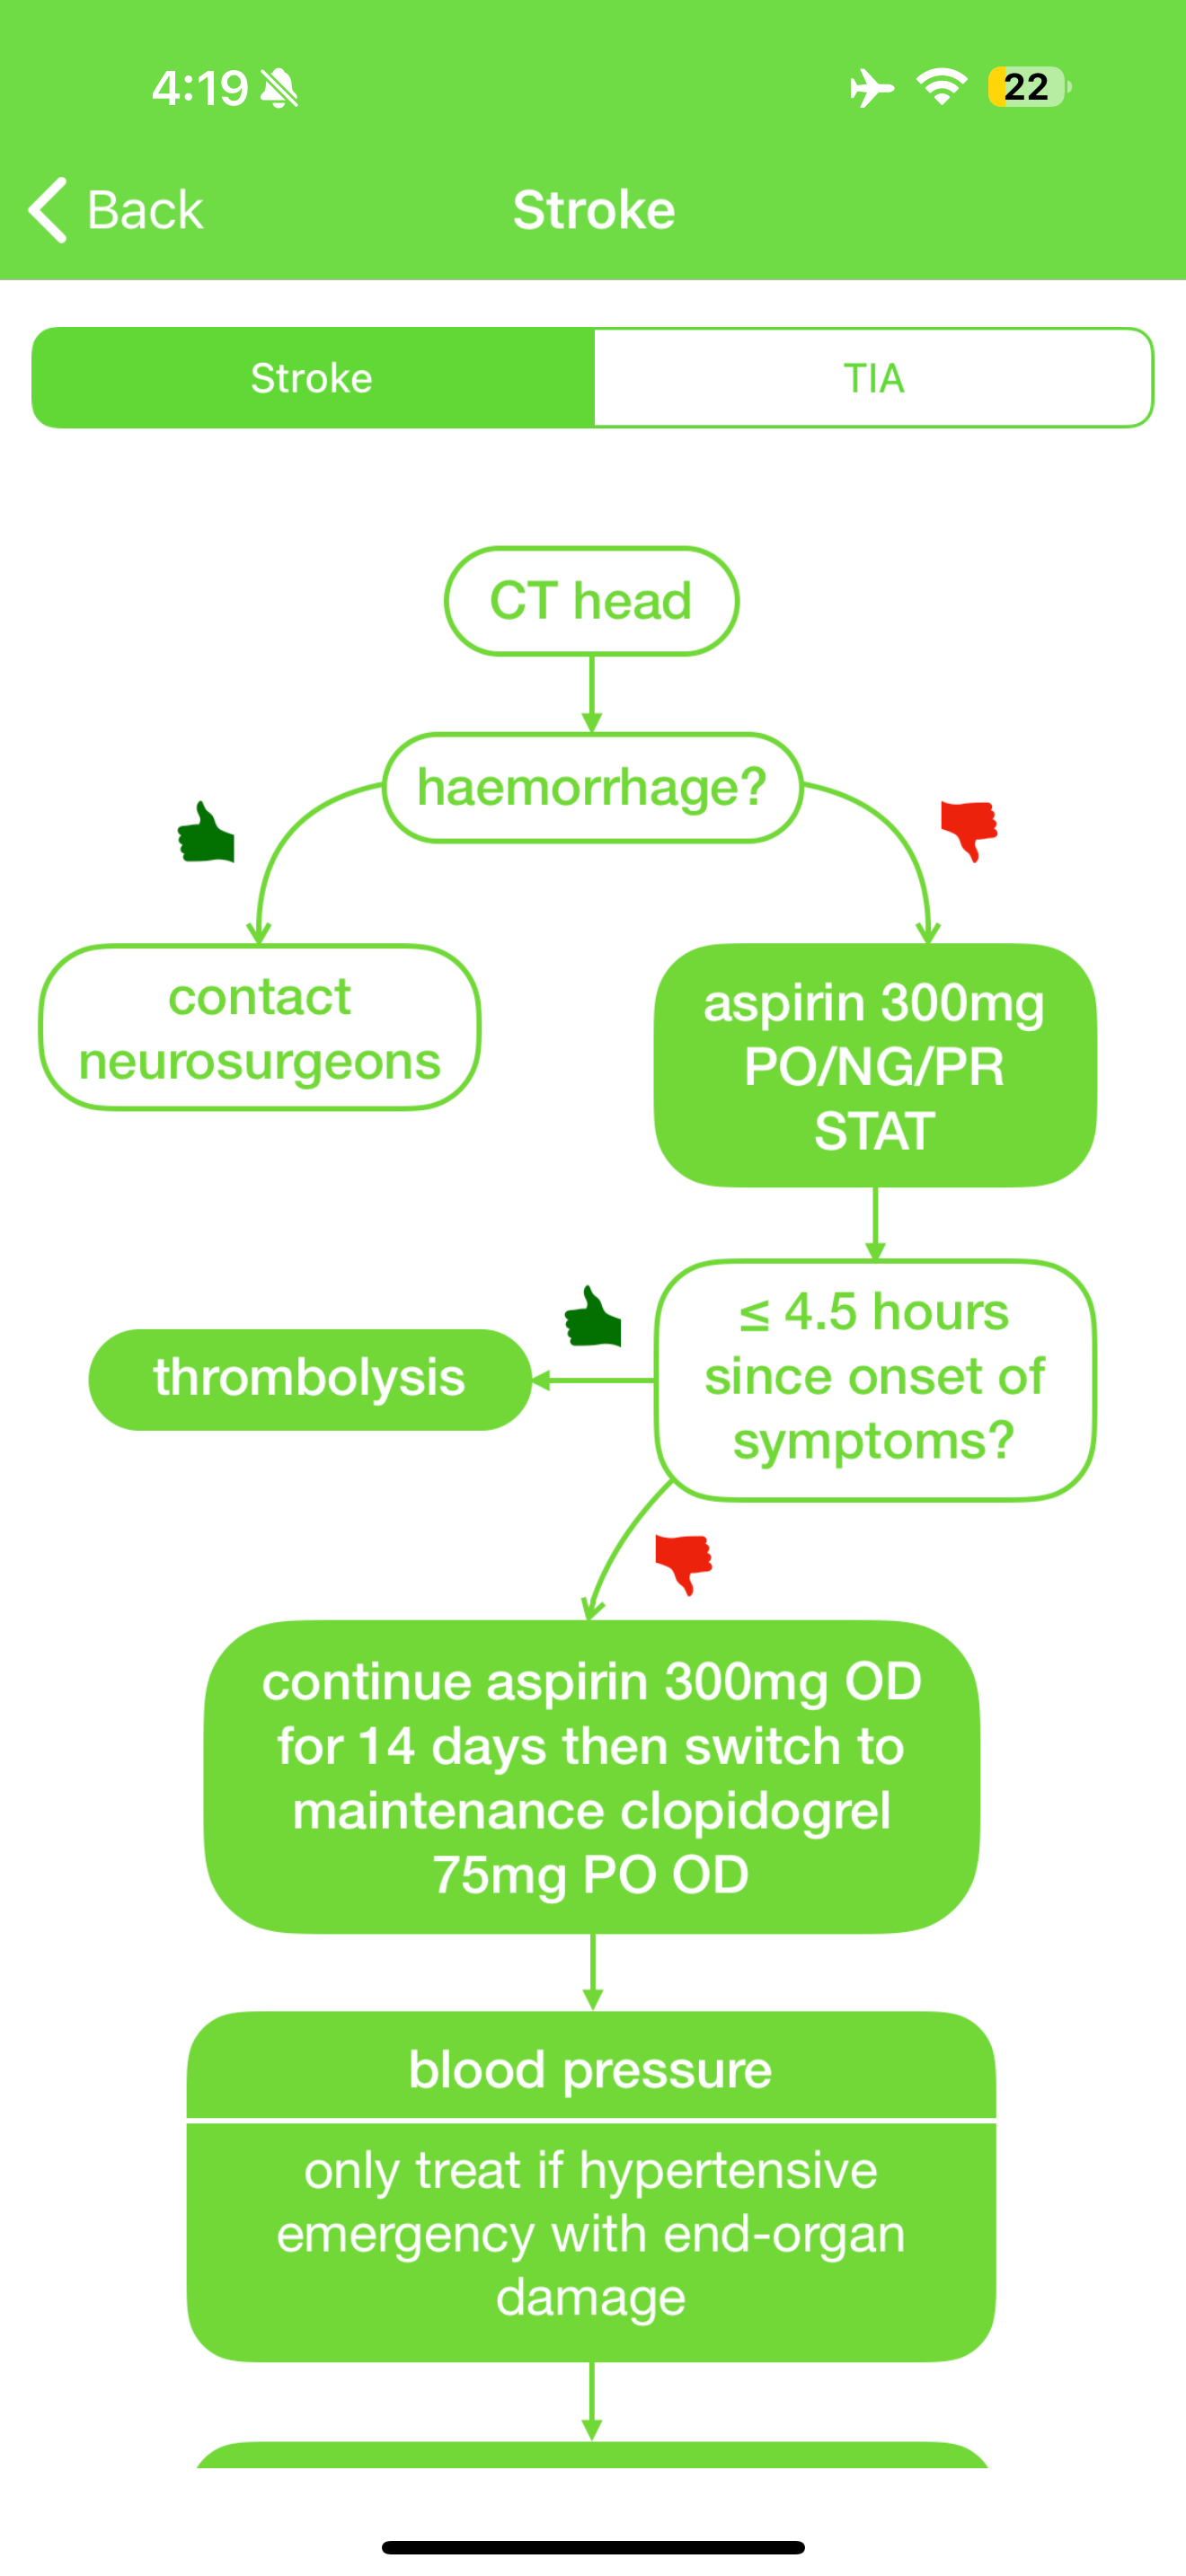 4:19
22
Back
Stroke
Stroke
TIA
CT head
haemorrhage?
contact
neurosurgeons
aspirin 300mg
PO/NG/PR
STAT
≤ 4.5 hours
since onset of
symptoms?
thrombolysis
continue aspirin 300mg OD
for 14 days then switch to
maintenance clopidogrel
75mg PO OD
blood pressure
only treat if hypertensive
emergency with end-organ
damage